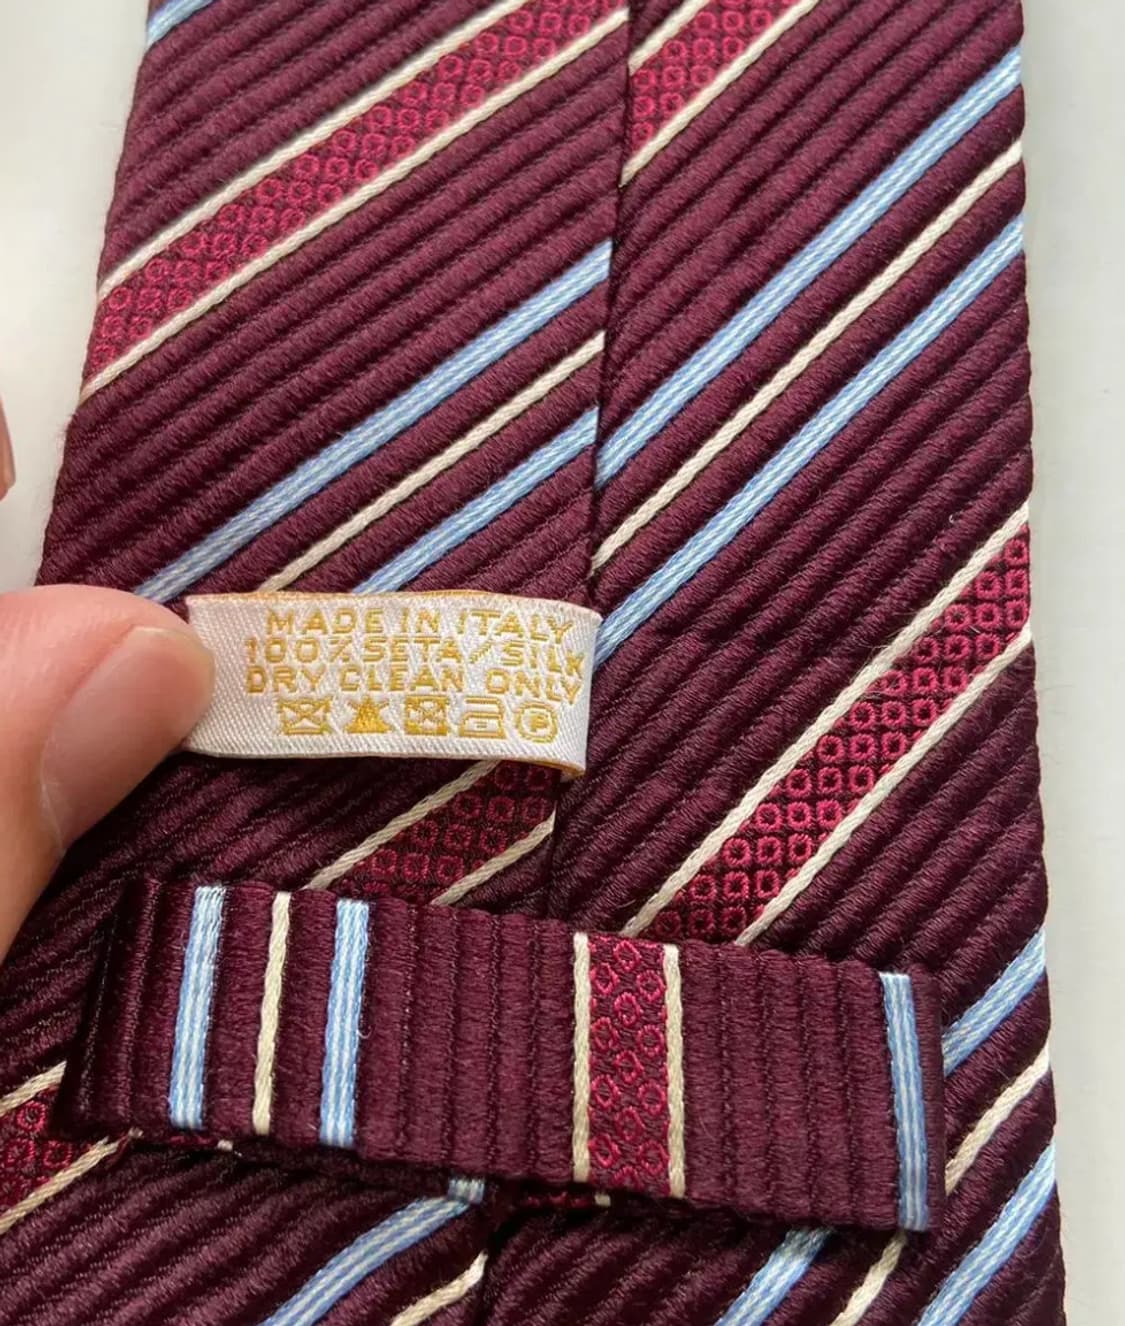 MADE IN ITALY
100% SETA/SILK
DRY CLEAN ONLY
P